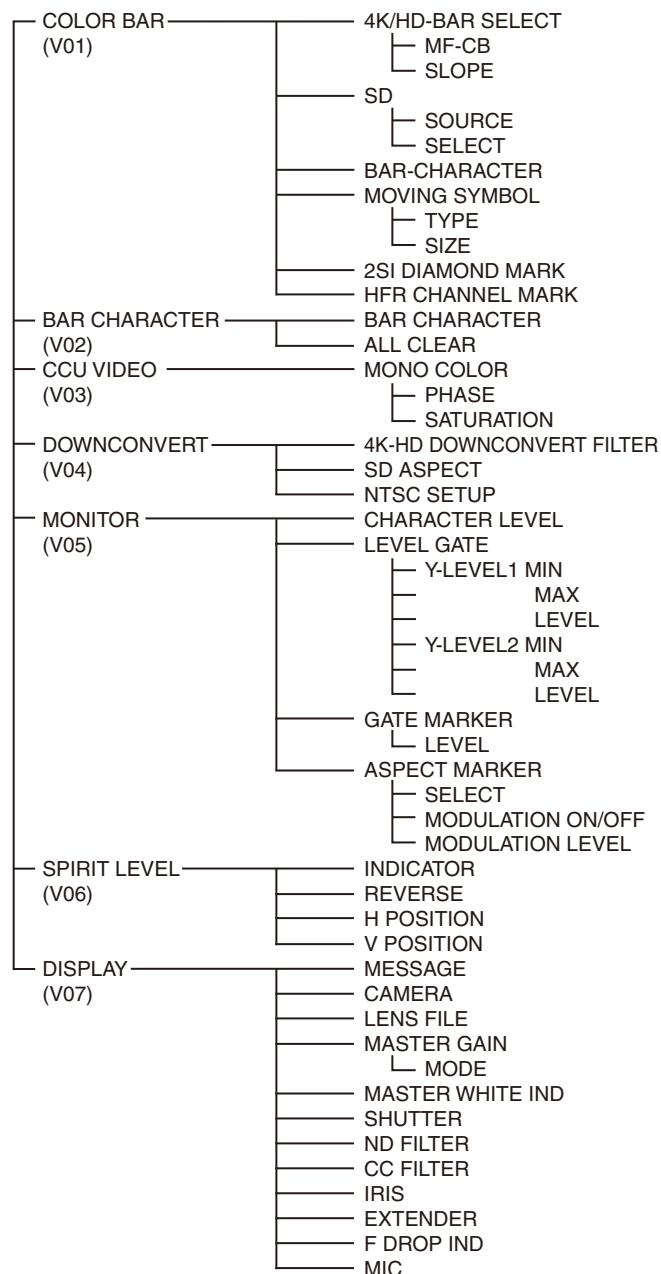 COLOR BAR
(V01)
4K/HD-BAR SELECT
MF-CB
SLOPE
SD
SOURCE
SELECT
BAR-CHARACTER
MOVING SYMBOL
TYPE
SIZE
2SI DIAMOND MARK
HFR CHANNEL MARK
BAR CHARACTER
(V02)
BAR CHARACTER
ALL CLEAR
CCU VIDEO
(V03)
MONO COLOR
PHASE
SATURATION
DOWNCONVERT
(V04)
4K-HD DOWNCONVERT FILTER
SD ASPECT
NTSC SETUP
MONITOR
(V05)
CHARACTER LEVEL
LEVEL GATE
Y-LEVEL1 MIN
MAX
LEVEL
Y-LEVEL2 MIN
MAX
LEVEL
GATE MARKER
LEVEL
ASPECT MARKER
SELECT
MODULATION ON/OFF
MODULATION LEVEL
SPIRIT LEVEL
(V06)
INDICATOR
REVERSE
H POSITION
V POSITION
DISPLAY
(V07)
MESSAGE
CAMERA
LENS FILE
MASTER GAIN
MODE
MASTER WHITE IND
SHUTTER
ND FILTER
CC FILTER
IRIS
EXTENDER
F DROP IND
MIC